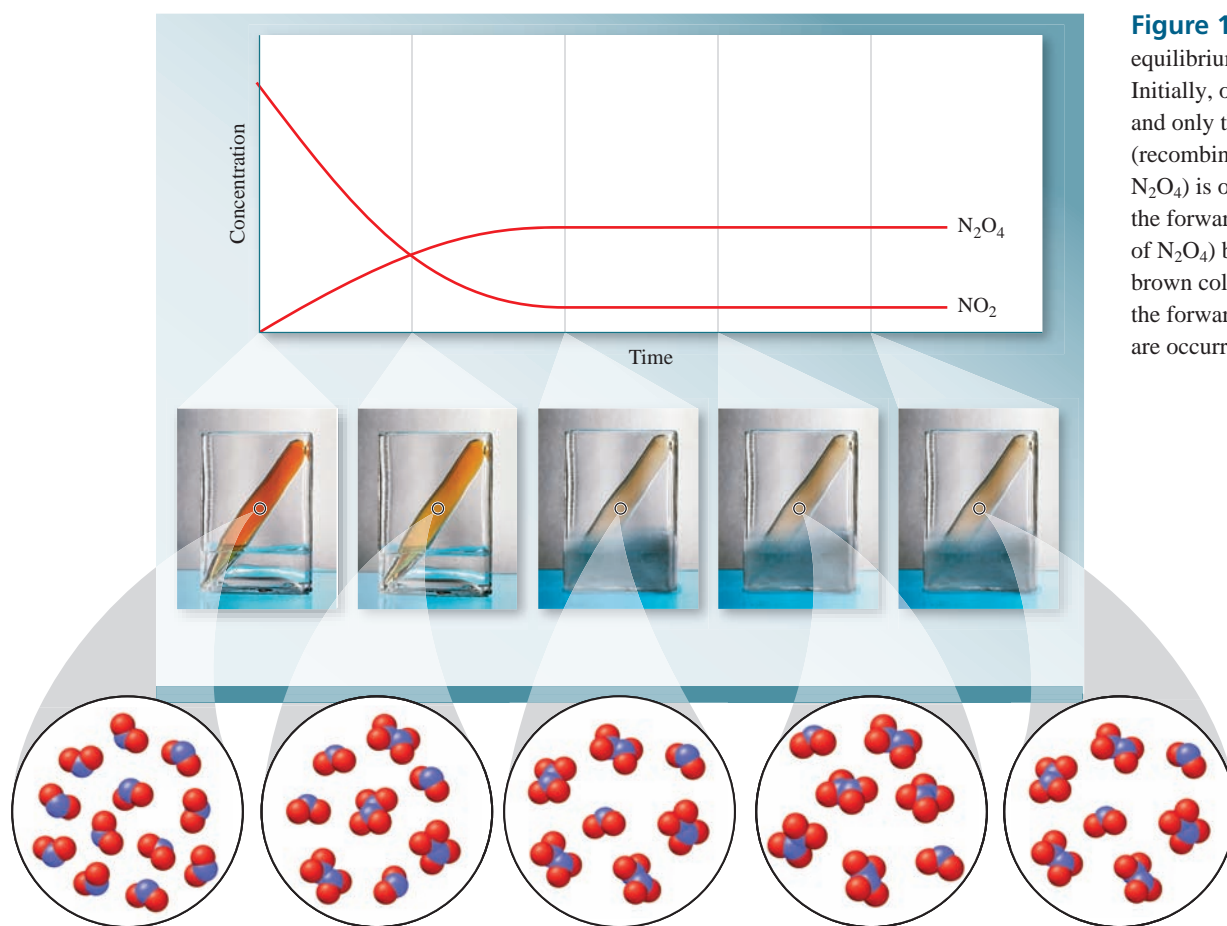 Concentration
N₂O₄
NO₂
Time
Figure 1
equilibrium
Initially, o
and only t
(recombin
N₂O₄) is o
the forwar
of N₂O₄) b
brown col
the forwar
are occurr